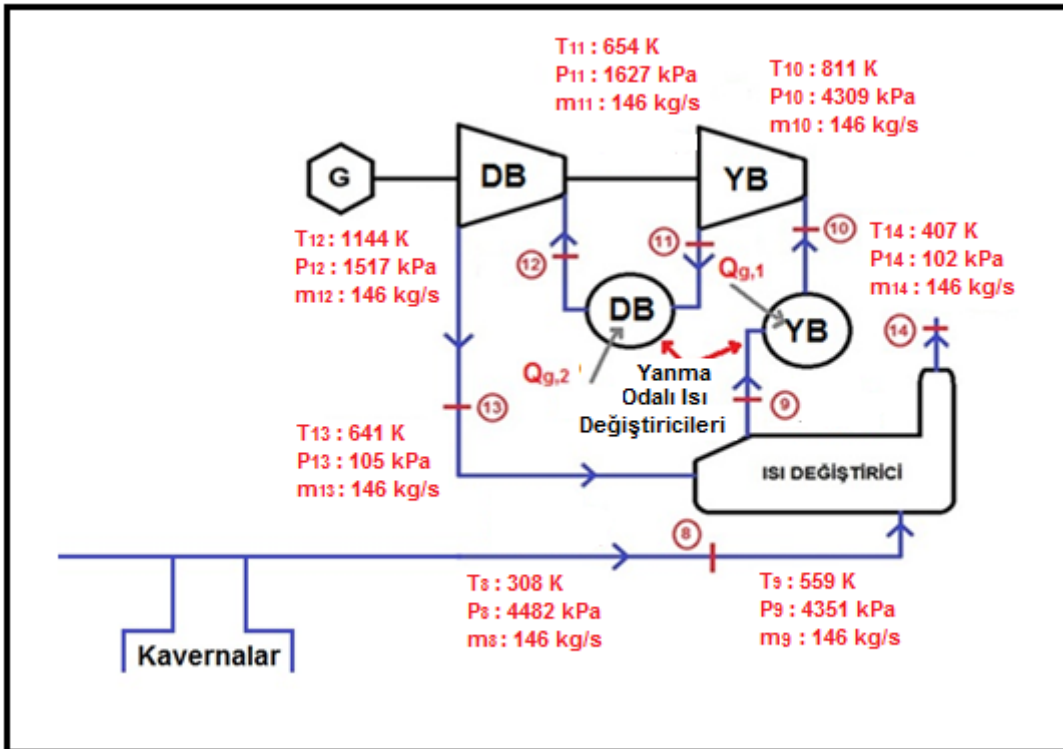 T11 : 654 K
P11 : 1627 kPa
m11 : 146 kg/s
T10 : 811 K
P10 : 4309 kPa
m10 : 146 kg/s
G
DB
YB
T12 : 1144 K
P12 : 1517 kPa
m12 : 146 kg/s
12
11
10
Qg,1
T14 : 407 K
P14 : 102 kPa
m14 : 146 kg/s
DB
YB
14
Qg,2
Yanma
Odalı Isı
Değiştiricileri
9
13
T13 : 641 K
P13 : 105 kPa
m13 : 146 kg/s
ISI DEĞİŞTİRİCİ
8
T8 : 308 K
P8 : 4482 kPa
m8 : 146 kg/s
T9 : 559 K
P9 : 4351 kPa
m9 : 146 kg/s
Kavernalar